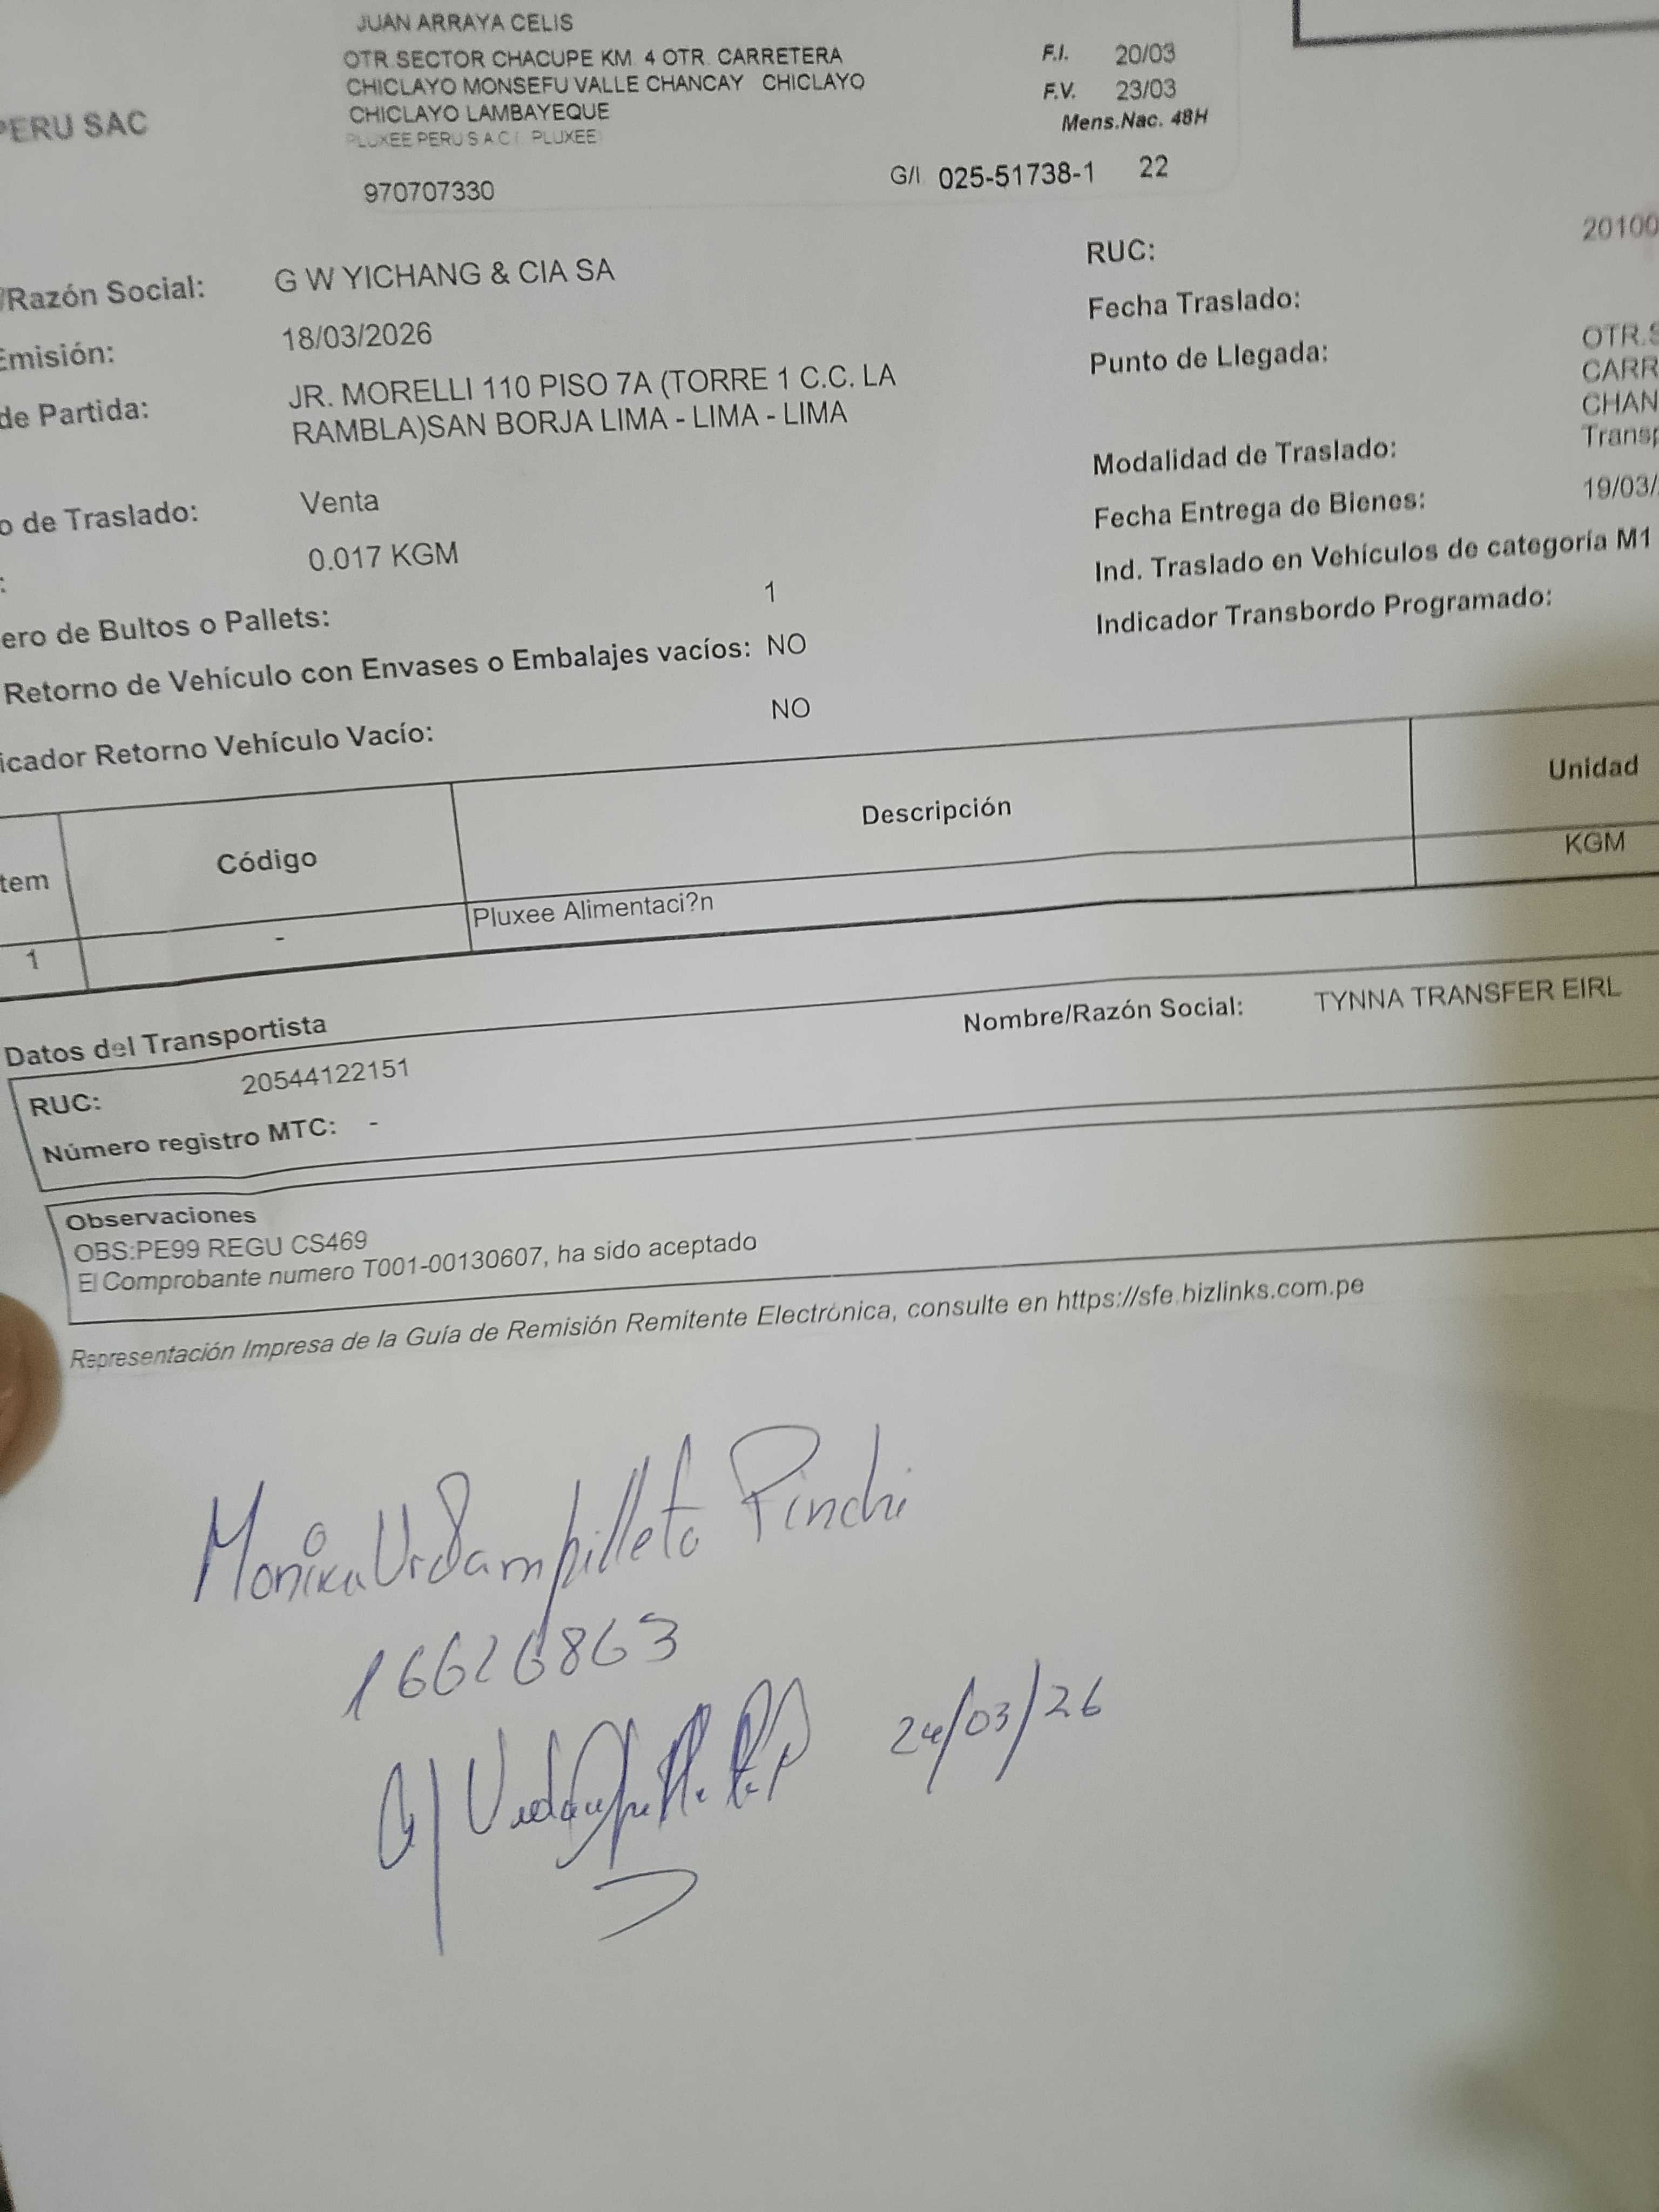 JUAN ARRAYA CELIS
OTR.SECTOR CHACUPE KM. 4 OTR. CARRETERA
CHICLAYO MONSEFU VALLE CHANCAY CHICLAYO
CHICLAYO LAMBAYEQUE
PLUXEE PERU S A C ( PLUXEE)
970707330
F.I. 20/03
F.V. 23/03
Mens.Nac. 48H
G/I. 025-51738-1 22
PERU SAC
/Razón Social: G W YICHANG & CIA SA
Emisión: 18/03/2026
de Partida: JR. MORELLI 110 PISO 7A (TORRE 1 C.C. LA
RAMBLA)SAN BORJA LIMA - LIMA - LIMA
o de Traslado: Venta
: 0.017 KGM
ero de Bultos o Pallets: 1
Retorno de Vehículo con Envases o Embalajes vacíos: NO
icador Retorno Vehículo Vacío: NO
RUC: 20100
Fecha Traslado:
Punto de Llegada: OTR.S
CARR
CHAN
Modalidad de Traslado: Transp
Fecha Entrega de Bienes: 19/03/
Ind. Traslado en Vehículos de categoría M1
Indicador Transbordo Programado:
tem Código Descripción Unidad
1 - Pluxee Alimentaci?n KGM
Datos del Transportista
RUC: 20544122151
Nombre/Razón Social: TYNNA TRANSFER EIRL
Número registro MTC: -
Observaciones
OBS:PE99 REGU CS469
El Comprobante numero T001-00130607, ha sido aceptado
Representación Impresa de la Guía de Remisión Remitente Electrónica, consulte en https://sfe.bizlinks.com.pe
Monica Urdampilleta Pinchi
16626863
24/03/26